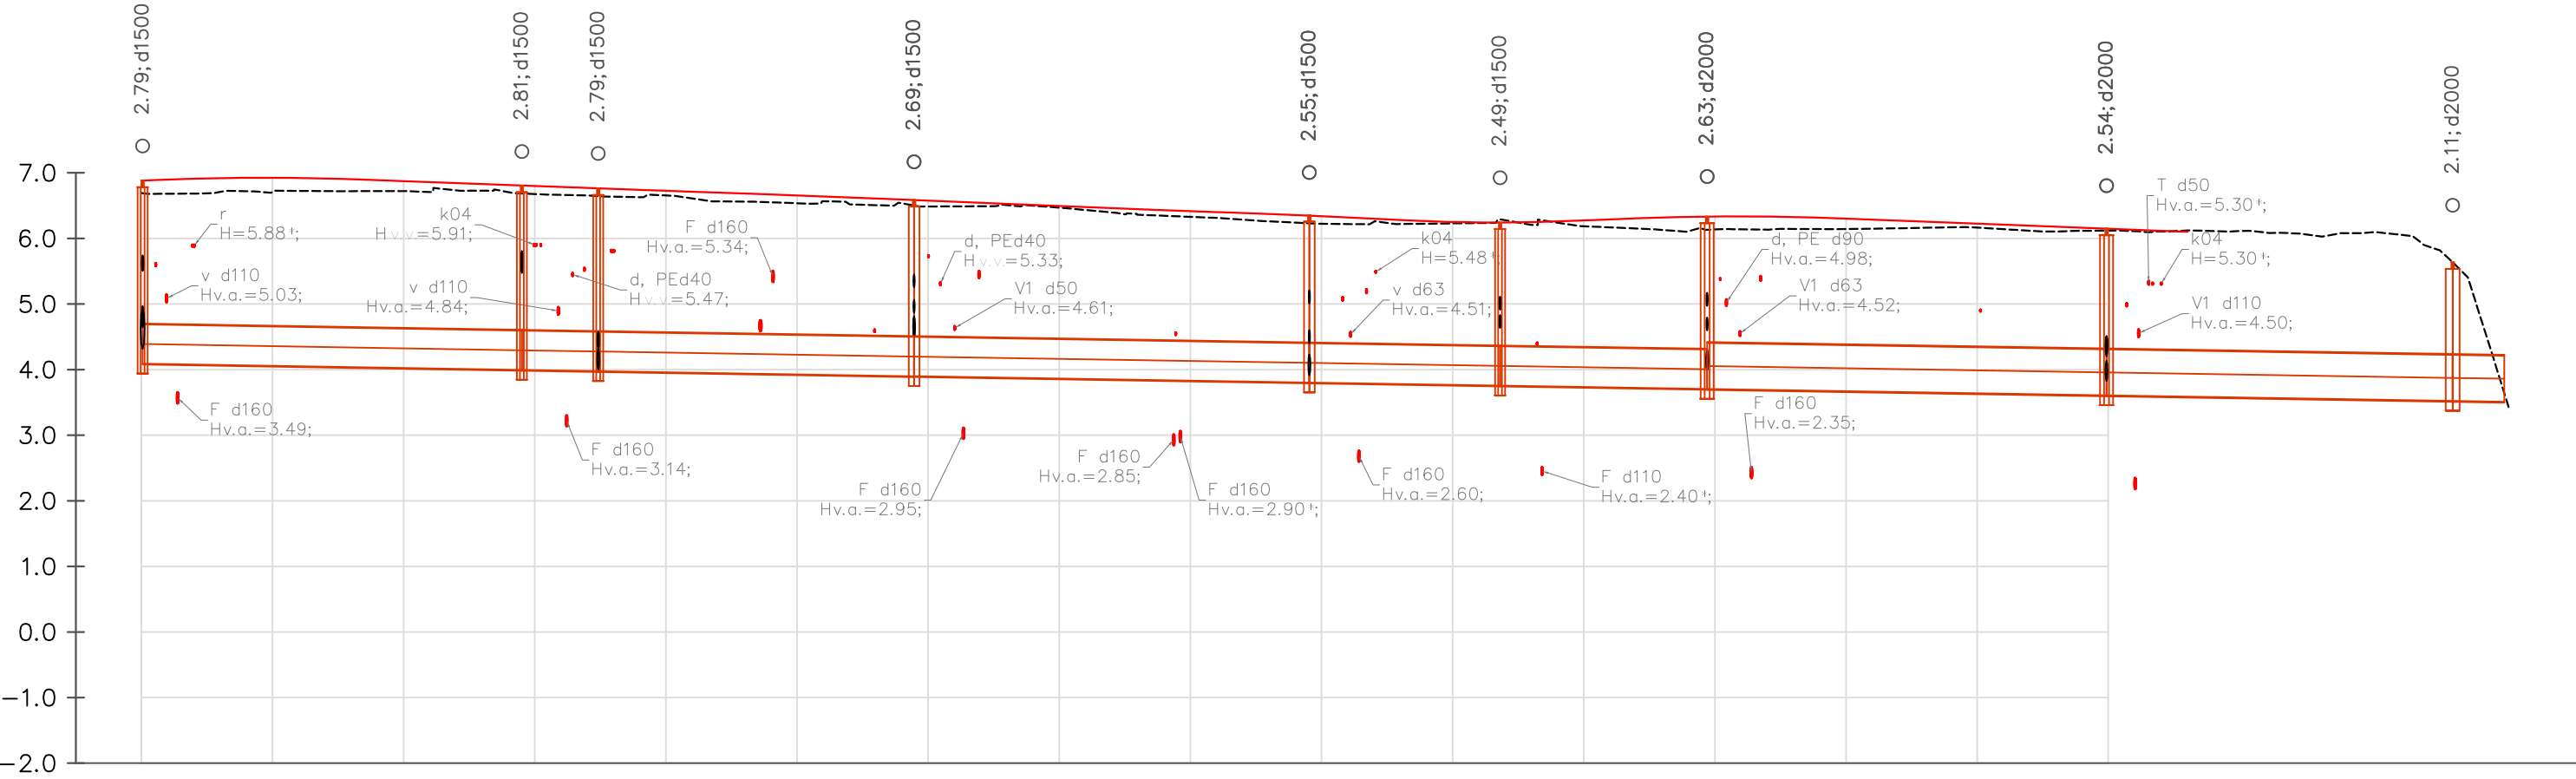 2.79;d1500
2.81;d1500
2.79;d1500
2.69;d1500
2.55;d1500
2.49;d1500
2.63;d2000
2.54;d2000
2.11;d2000
7.0
6.0
5.0
4.0
3.0
2.0
1.0
0.0
-1.0
-2.0
r
H=5.88‡;
v d110
Hv.a.=5.03;
F d160
Hv.a.=3.49;
k04
Hv.v=5.91;
v d110
Hv.a.=4.84;
F d160
Hv.a.=3.14;
d, PEd40
Hv.v=5.47;
F d160
Hv.a.=5.34;
d, PEd40
Hv.v=5.33;
V1 d50
Hv.a.=4.61;
F d160
Hv.a.=2.95;
F d160
Hv.a.=2.85;
F d160
Hv.a.=2.90‡;
k04
H=5.48‡
v d63
Hv.a.=4.51;
F d160
Hv.a.=2.60;
F d110
Hv.a.=2.40‡;
d, PE d90
Hv.a.=4.98;
V1 d63
Hv.a.=4.52;
F d160
Hv.a.=2.35;
T d50
Hv.a.=5.30‡;
k04
H=5.30‡;
V1 d110
Hv.a.=4.50;